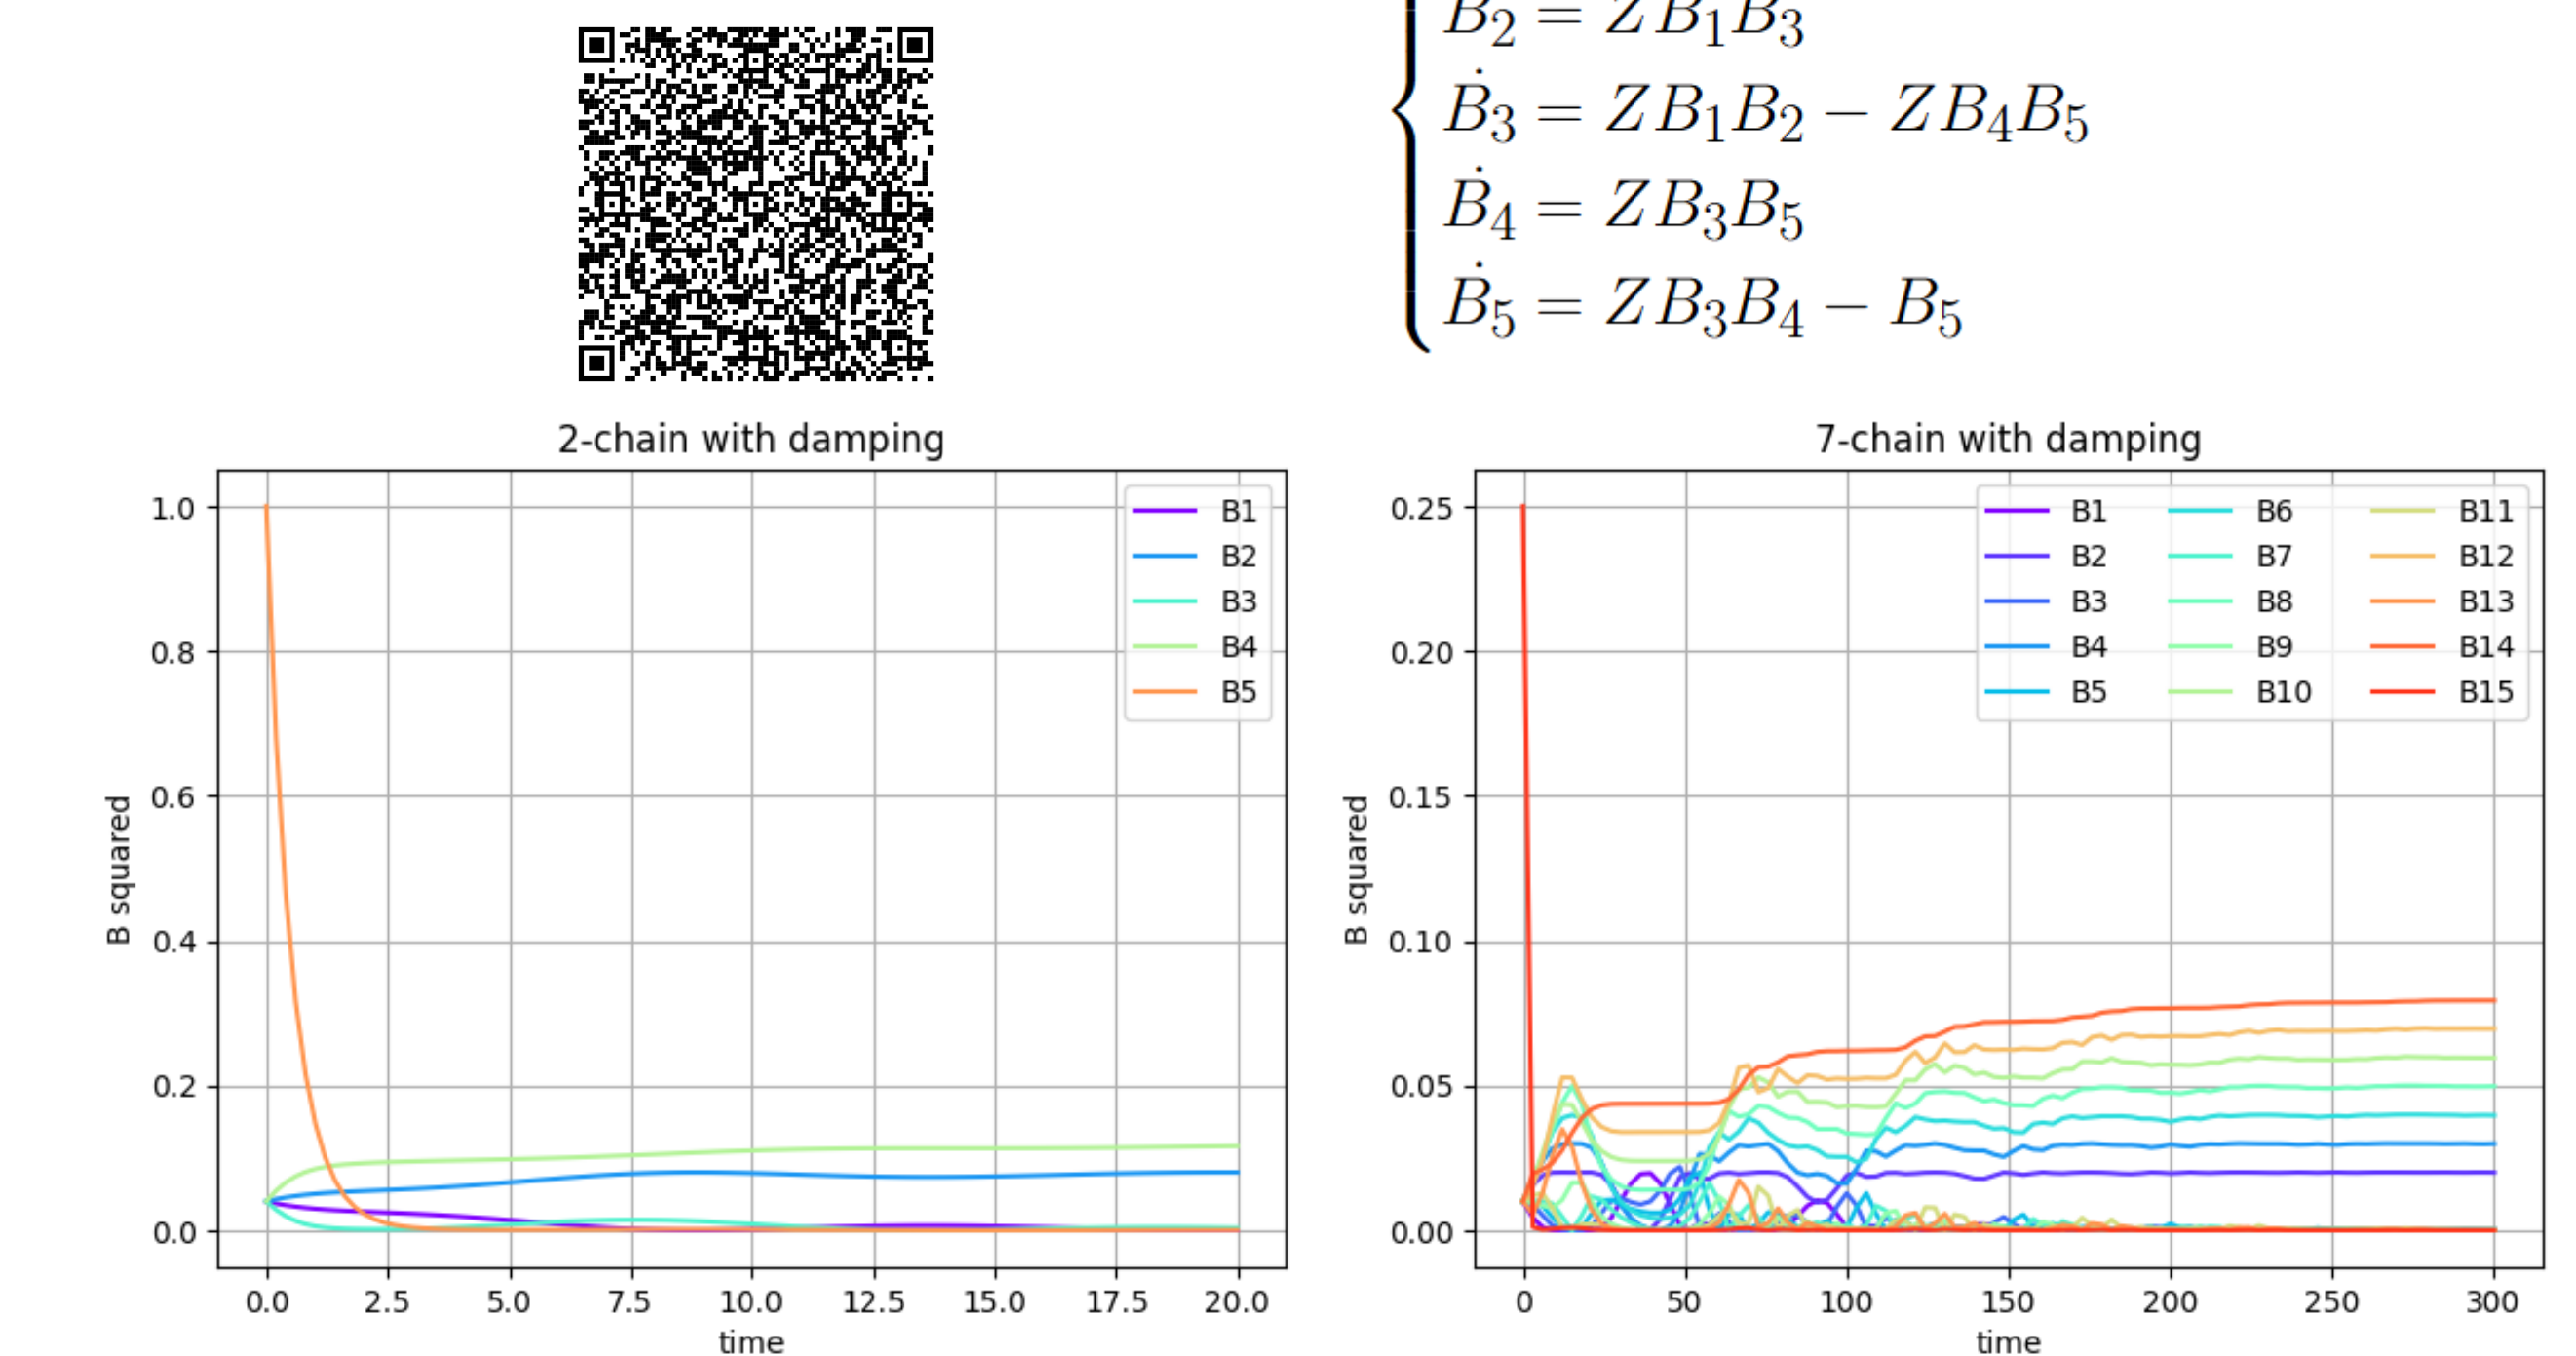 Ḃ₂ = ZB₁B₃
Ḃ₃ = ZB₁B₂ − ZB₄B₅
Ḃ₄ = ZB₃B₅
Ḃ₅ = ZB₃B₄ − B₅
2-chain with damping
1.0
0.8
0.6
0.4
0.2
0.0
B squared
B1
B2
B3
B4
B5
0.0 2.5 5.0 7.5 10.0 12.5 15.0 17.5 20.0
time
7-chain with damping
0.25
0.20
0.15
0.10
0.05
0.00
B squared
B1 B6 B11
B2 B7 B12
B3 B8 B13
B4 B9 B14
B5 B10 B15
0 50 100 150 200 250 300
time